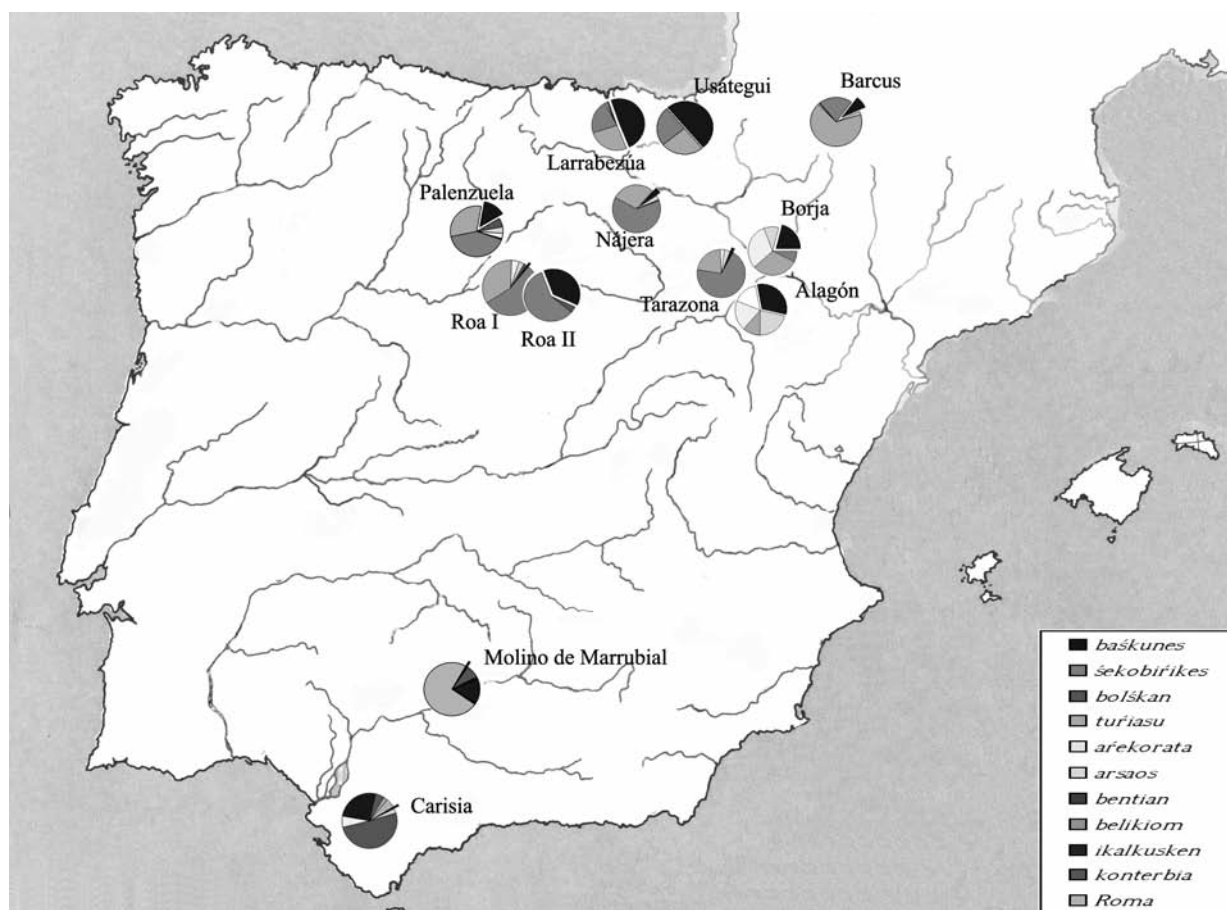 Usategui
Barcus
Larrabezúa
Palenzuela
Nájera
Borja
Tarazona
Alagón
Roa I
Roa II
Molino de Marrubial
Carisia
baśkunes
śekobiŕikes
bolśkan
tuŕiasu
aŕekorata
arsaos
bentian
belikiom
ikalkusken
konterbia
Roma